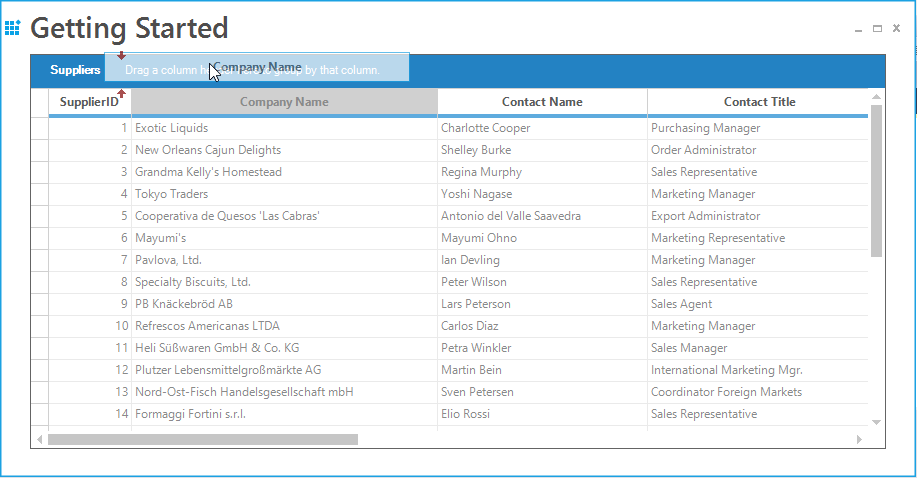 Getting Started
Suppliers Company Name
Drag a column here to group by that column.
SupplierID Company Name Contact Name Contact Title
1 Exotic Liquids Charlotte Cooper Purchasing Manager
2 New Orleans Cajun Delights Shelley Burke Order Administrator
3 Grandma Kelly's Homestead Regina Murphy Sales Representative
4 Tokyo Traders Yoshi Nagase Marketing Manager
5 Cooperativa de Quesos 'Las Cabras' Antonio del Valle Saavedra Export Administrator
6 Mayumi's Mayumi Ohno Marketing Representative
7 Pavlova, Ltd. Ian Devling Marketing Manager
8 Specialty Biscuits, Ltd. Peter Wilson Sales Representative
9 PB Knäckebröd AB Lars Peterson Sales Agent
10 Refrescos Americanas LTDA Carlos Diaz Marketing Manager
11 Heli Süßwaren GmbH & Co. KG Petra Winkler Sales Manager
12 Plutzer Lebensmittelgroßmärkte AG Martin Bein International Marketing Mgr.
13 Nord-Ost-Fisch Handelsgesellschaft mbH Sven Petersen Coordinator Foreign Markets
14 Formaggi Fortini s.r.l. Elio Rossi Sales Representative